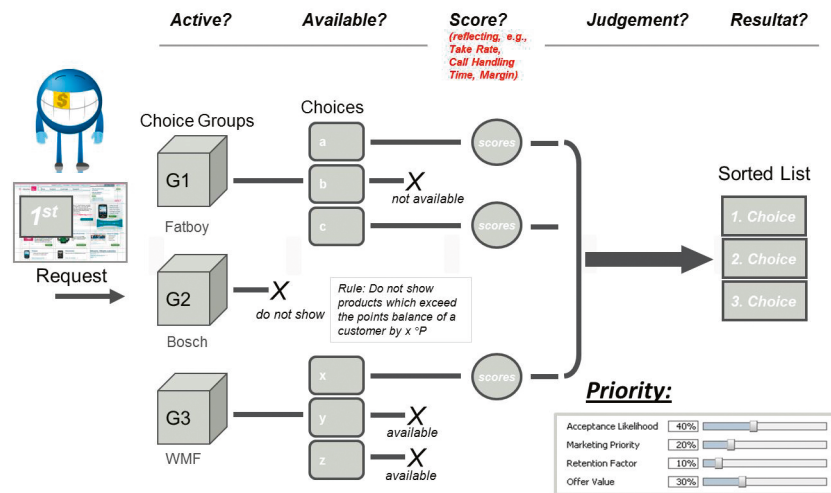 Active?
Available?
Score?
(reflecting, e.g.,
Take Rate,
Call Handling
Time, Margin)
Judgement?
Resultat?
$
Choice Groups
Choices
1st
Request
G1
Fatboy
a
scores
b
X
not available
c
scores
G2
Bosch
X
do not show
Rule: Do not show
products which exceed
the points balance of a
customer by x °P
G3
WMF
x
scores
y
X
available
z
X
available
Sorted List
1. Choice
2. Choice
3. Choice
Priority:
Acceptance Likelihood 40%
Marketing Priority 20%
Retention Factor 10%
Offer Value 30%